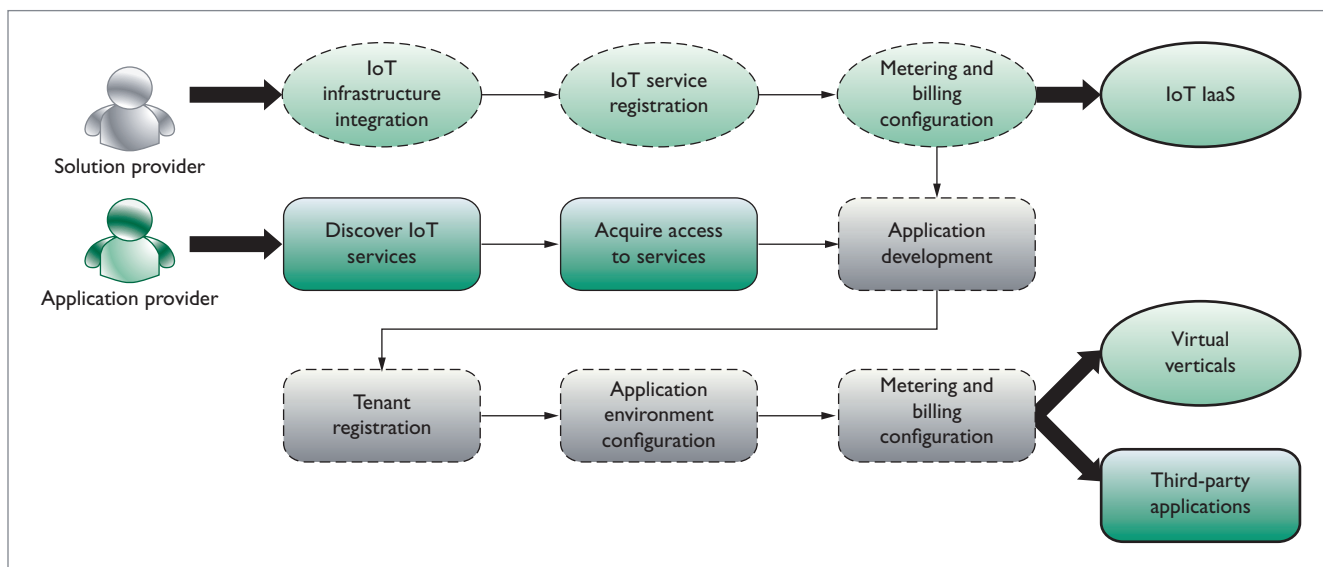 IoT
infrastructure
integration
IoT service
registration
Metering and
billing
configuration
IoT IaaS
Solution provider
Discover IoT
services
Acquire access
to services
Application
development
Application provider
Tenant
registration
Application
environment
configuration
Metering and
billing
configuration
Virtual
verticals
Third-party
applications